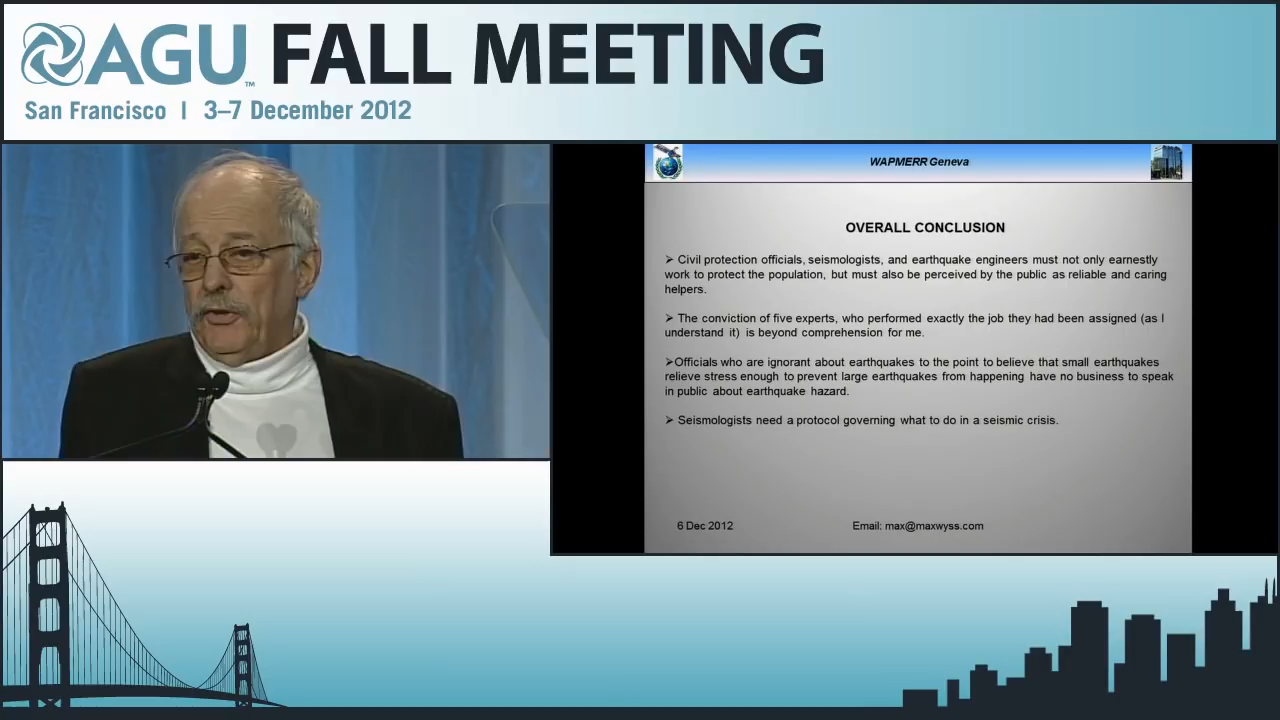 AGU™ FALL MEETING
San Francisco | 3–7 December 2012
WAPMERR Geneva
OVERALL CONCLUSION
➤ Civil protection officials, seismologists, and earthquake engineers must not only earnestly
work to protect the population, but must also be perceived by the public as reliable and caring
helpers.
➤ The conviction of five experts, who performed exactly the job they had been assigned (as I
understand it) is beyond comprehension for me.
➤Officials who are ignorant about earthquakes to the point to believe that small earthquakes
relieve stress enough to prevent large earthquakes from happening have no business to speak
in public about earthquake hazard.
➤ Seismologists need a protocol governing what to do in a seismic crisis.
6 Dec 2012
Email: max@maxwyss.com